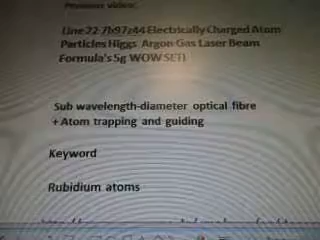 Previous video:
Line 22 7b97z44 Electrically Charged Atom
Particles Higgs Argon Gas Laser Beam
Formula's 5g WOW SETI
Sub wavelength-diameter optical fibre
+ Atom trapping and guiding
Keyword
Rubidium atoms